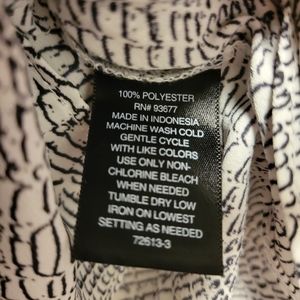 100% POLYESTER
RN# 93677
MADE IN INDONESIA
MACHINE WASH COLD
GENTLE CYCLE
WITH LIKE COLORS
USE ONLY NON-
CHLORINE BLEACH
WHEN NEEDED
TUMBLE DRY LOW
IRON ON LOWEST
SETTING AS NEEDED
72613-3